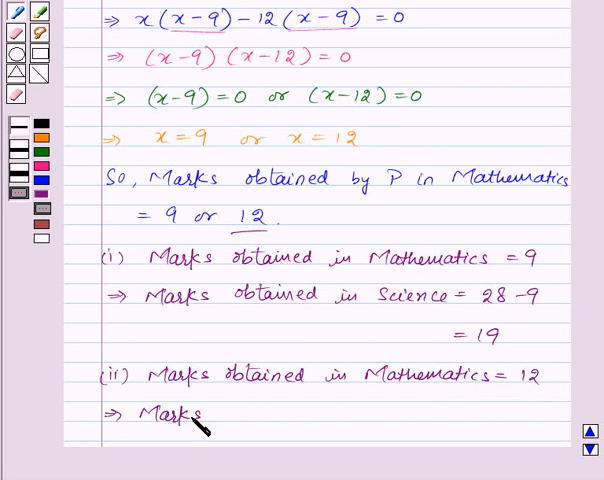 ⇒ x(x-9)-12(x-9) = 0
⇒ (x-9) (x-12) = 0
⇒ (x-9) = 0 or (x-12) = 0
⇒ x = 9 or x = 12
So, Marks obtained by P in Mathematics
= 9 or 12.
(i) Marks obtained in Mathematics = 9
⇒ Marks obtained in Science = 28 - 9
= 19
(ii) Marks obtained in Mathematics = 12
⇒ Marks